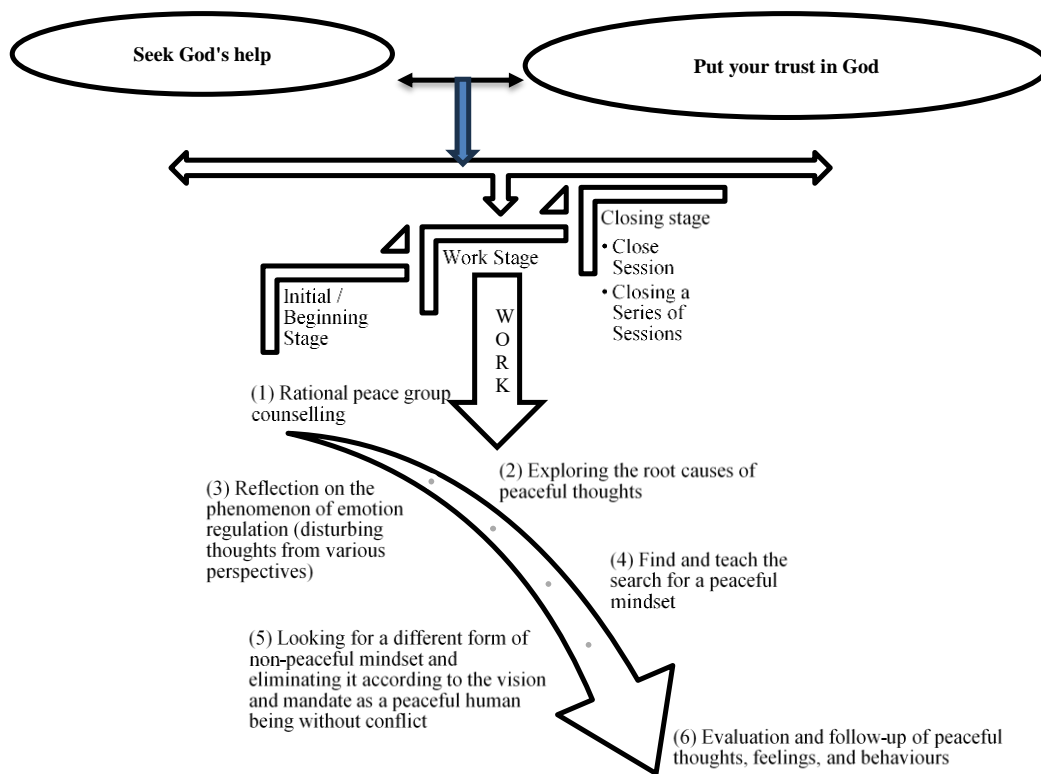 Seek God's help
Put your trust in God
Initial /
Beginning
Stage
Work Stage
Closing stage
• Close
Session
• Closing a
Series of
Sessions
W
O
R
K
(1) Rational peace group
counselling
(2) Exploring the root causes of
peaceful thoughts
(3) Reflection on the
phenomenon of emotion
regulation (disturbing
thoughts from various
perspectives)
(4) Find and teach the
search for a peaceful
mindset
(5) Looking for a different form of
non-peaceful mindset and
eliminating it according to the vision
and mandate as a peaceful human
being without conflict
(6) Evaluation and follow-up of peaceful
thoughts, feelings, and behaviours